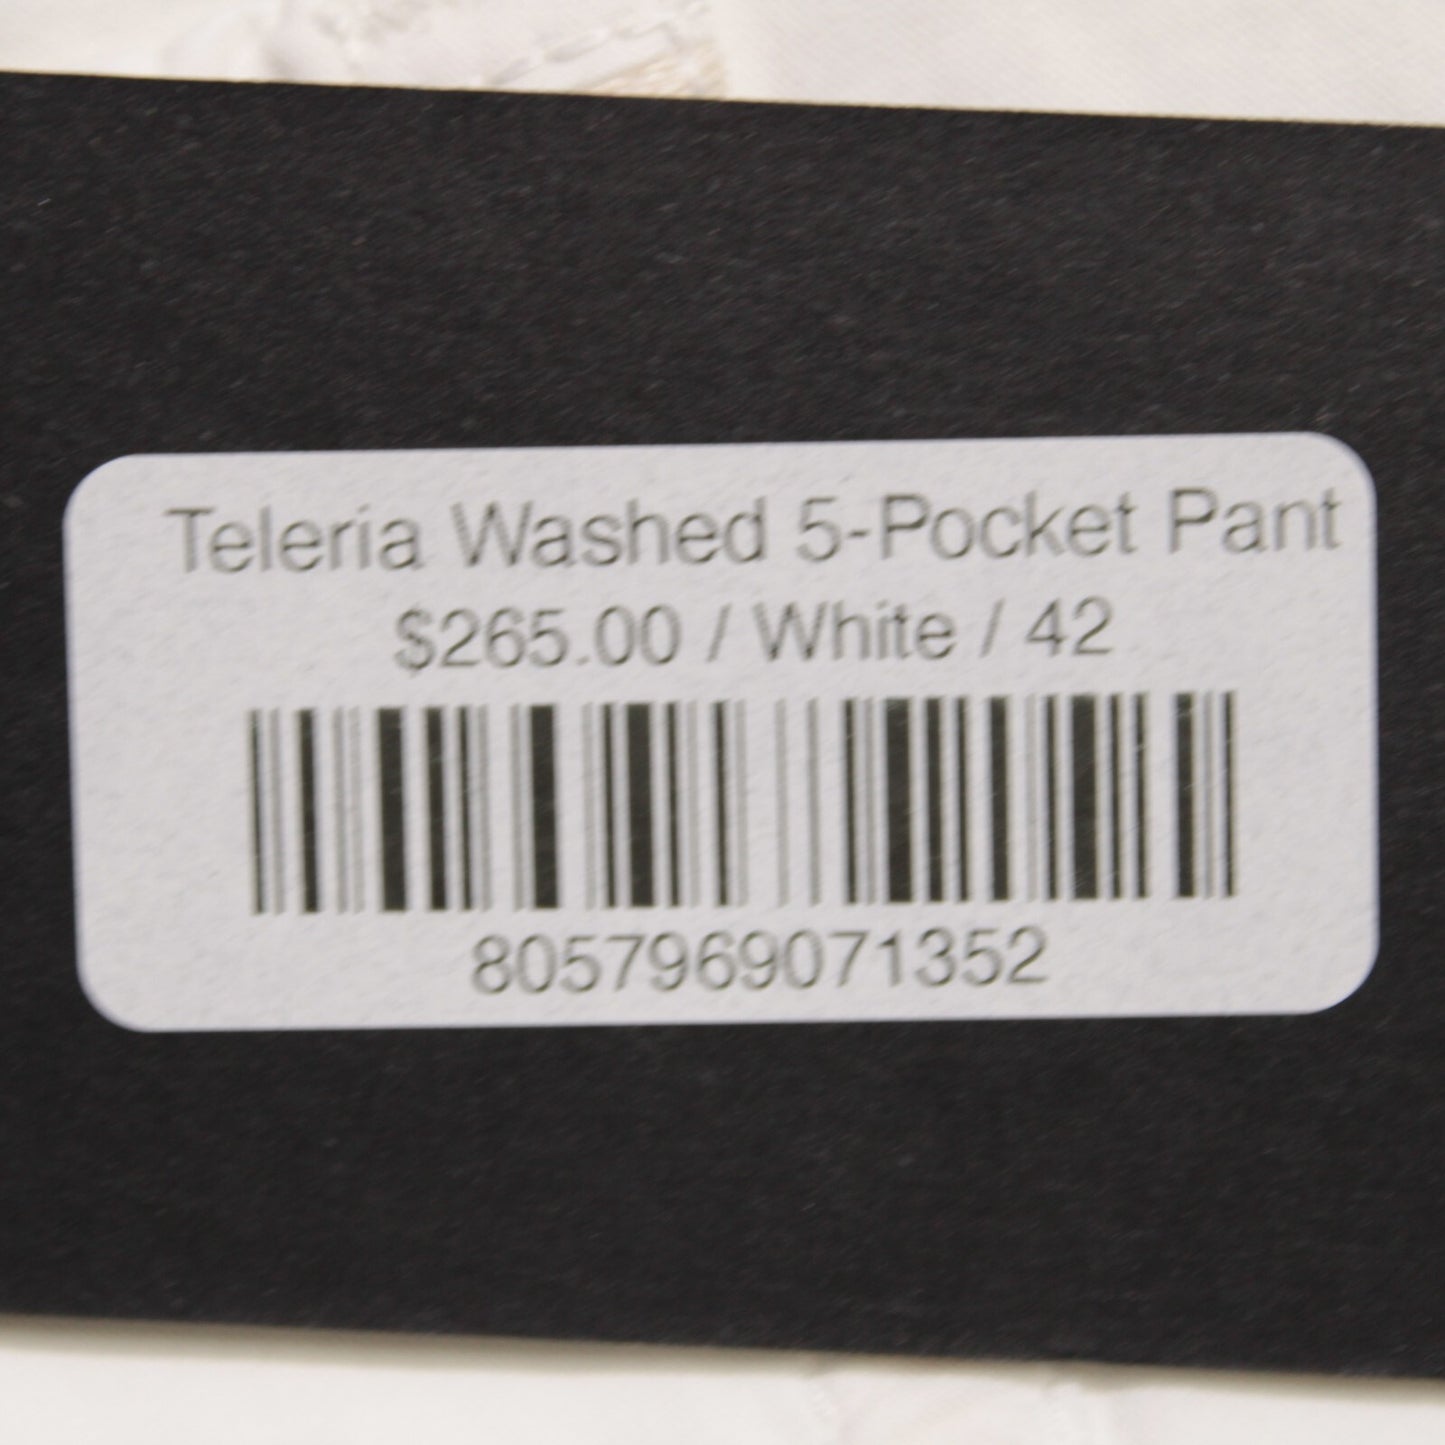 Teleria Washed 5-Pocket Pant
$265.00 / White / 42
8057969071352